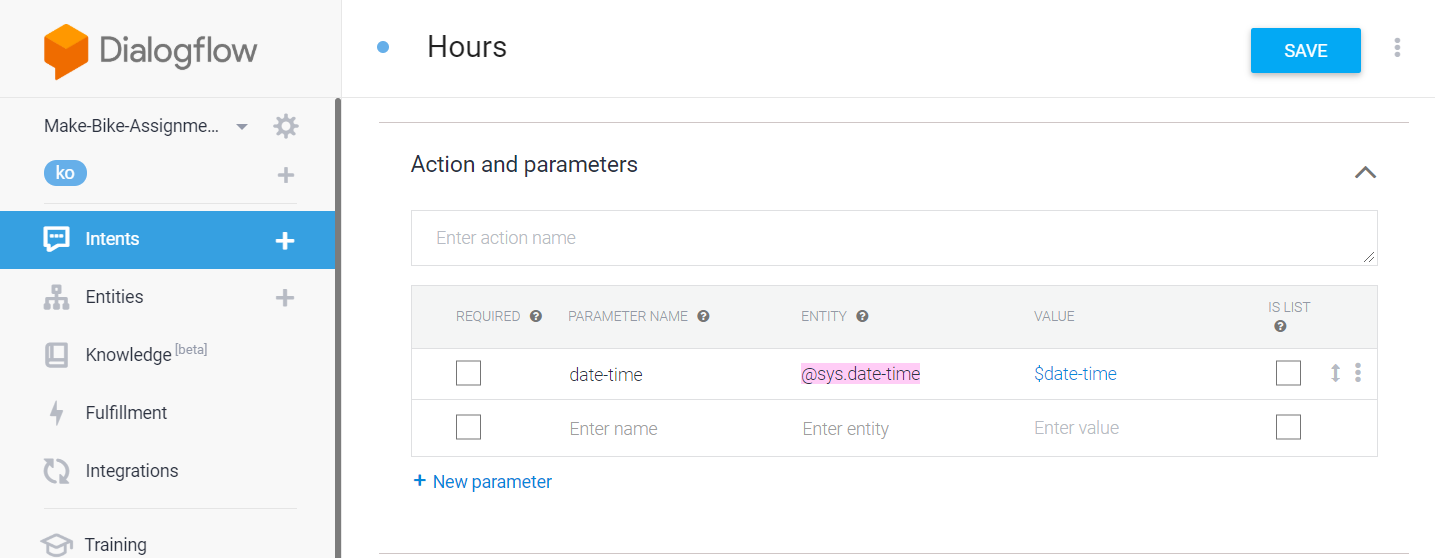 Dialogflow
Hours
SAVE
Make-Bike-Assignme...
ko
Intents
Entities
Knowledge [beta]
Fulfillment
Integrations
Training
Action and parameters
Enter action name
REQUIRED PARAMETER NAME ENTITY VALUE IS LIST
date-time @sys.date-time $date-time
Enter name Enter entity Enter value
+ New parameter